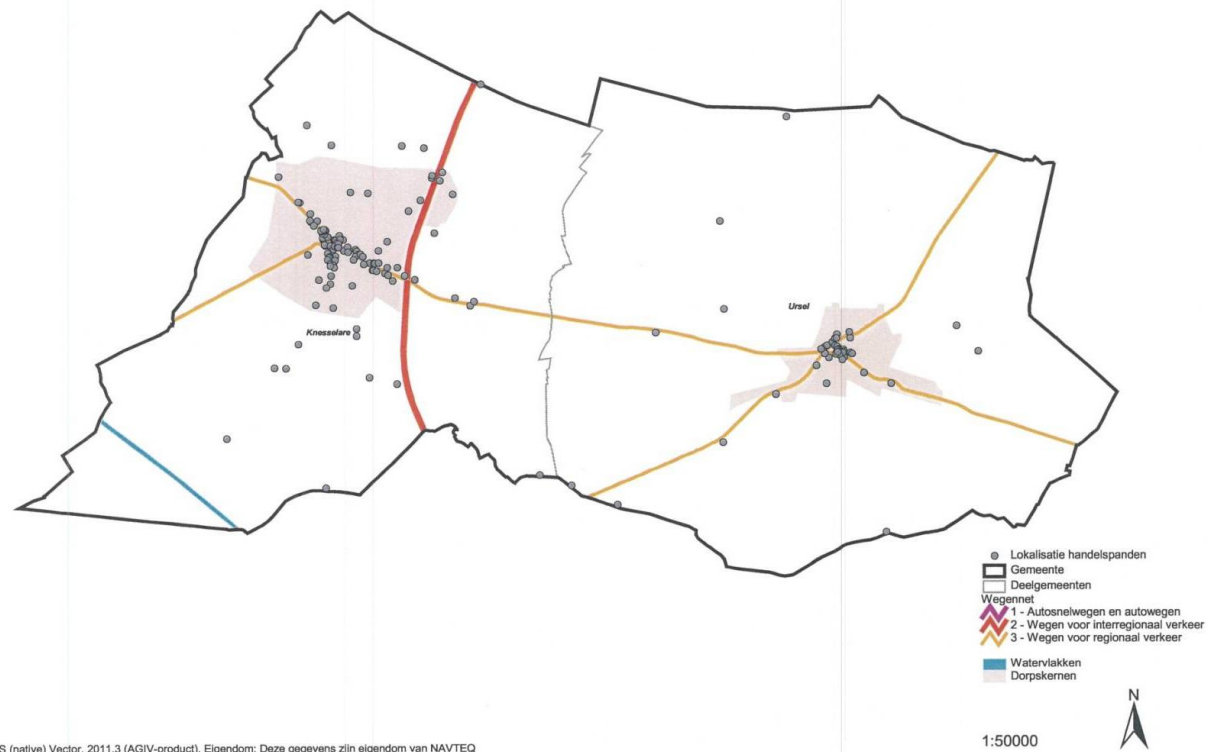 Ursel
Knesselare
Lokalisatie handelspanden
Gemeente
Deelgemeenten
Wegennet
1 - Autosnelwegen en autowegen
2 - Wegen voor interregionaal verkeer
3 - Wegen voor regionaal verkeer
Watervlakken
Dorpskernen
N
1:50000
S (native) Vector, 2011.3 (AGIV-product). Eigendom: Deze gegevens zijn eigendom van NAVTEQ